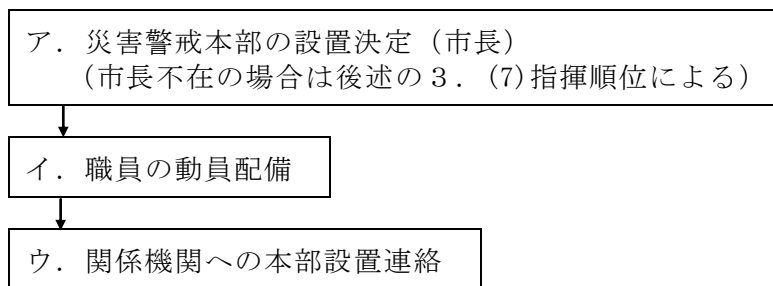 ア．災害警戒本部の設置決定（市長）
（市長不在の場合は後述の３．(7)指揮順位による）
イ．職員の動員配備
ウ．関係機関への本部設置連絡